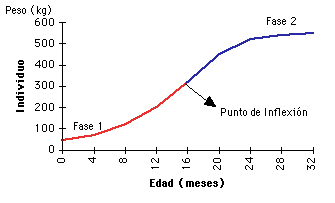 Peso (kg)
600
500
400
300
200
100
0
Individuo
Fase 2
Fase 1
Punto de Inflexión
0 4 8 12 16 20 24 28 32
Edad (meses)